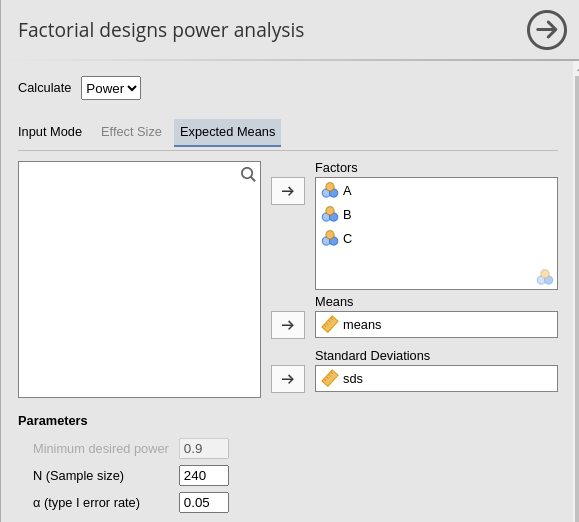 Factorial designs power analysis
Calculate Power
Input Mode Effect Size Expected Means
Factors
A
B
C
Means
means
Standard Deviations
sds
Parameters
Minimum desired power 0.9
N (Sample size) 240
α (type I error rate) 0.05